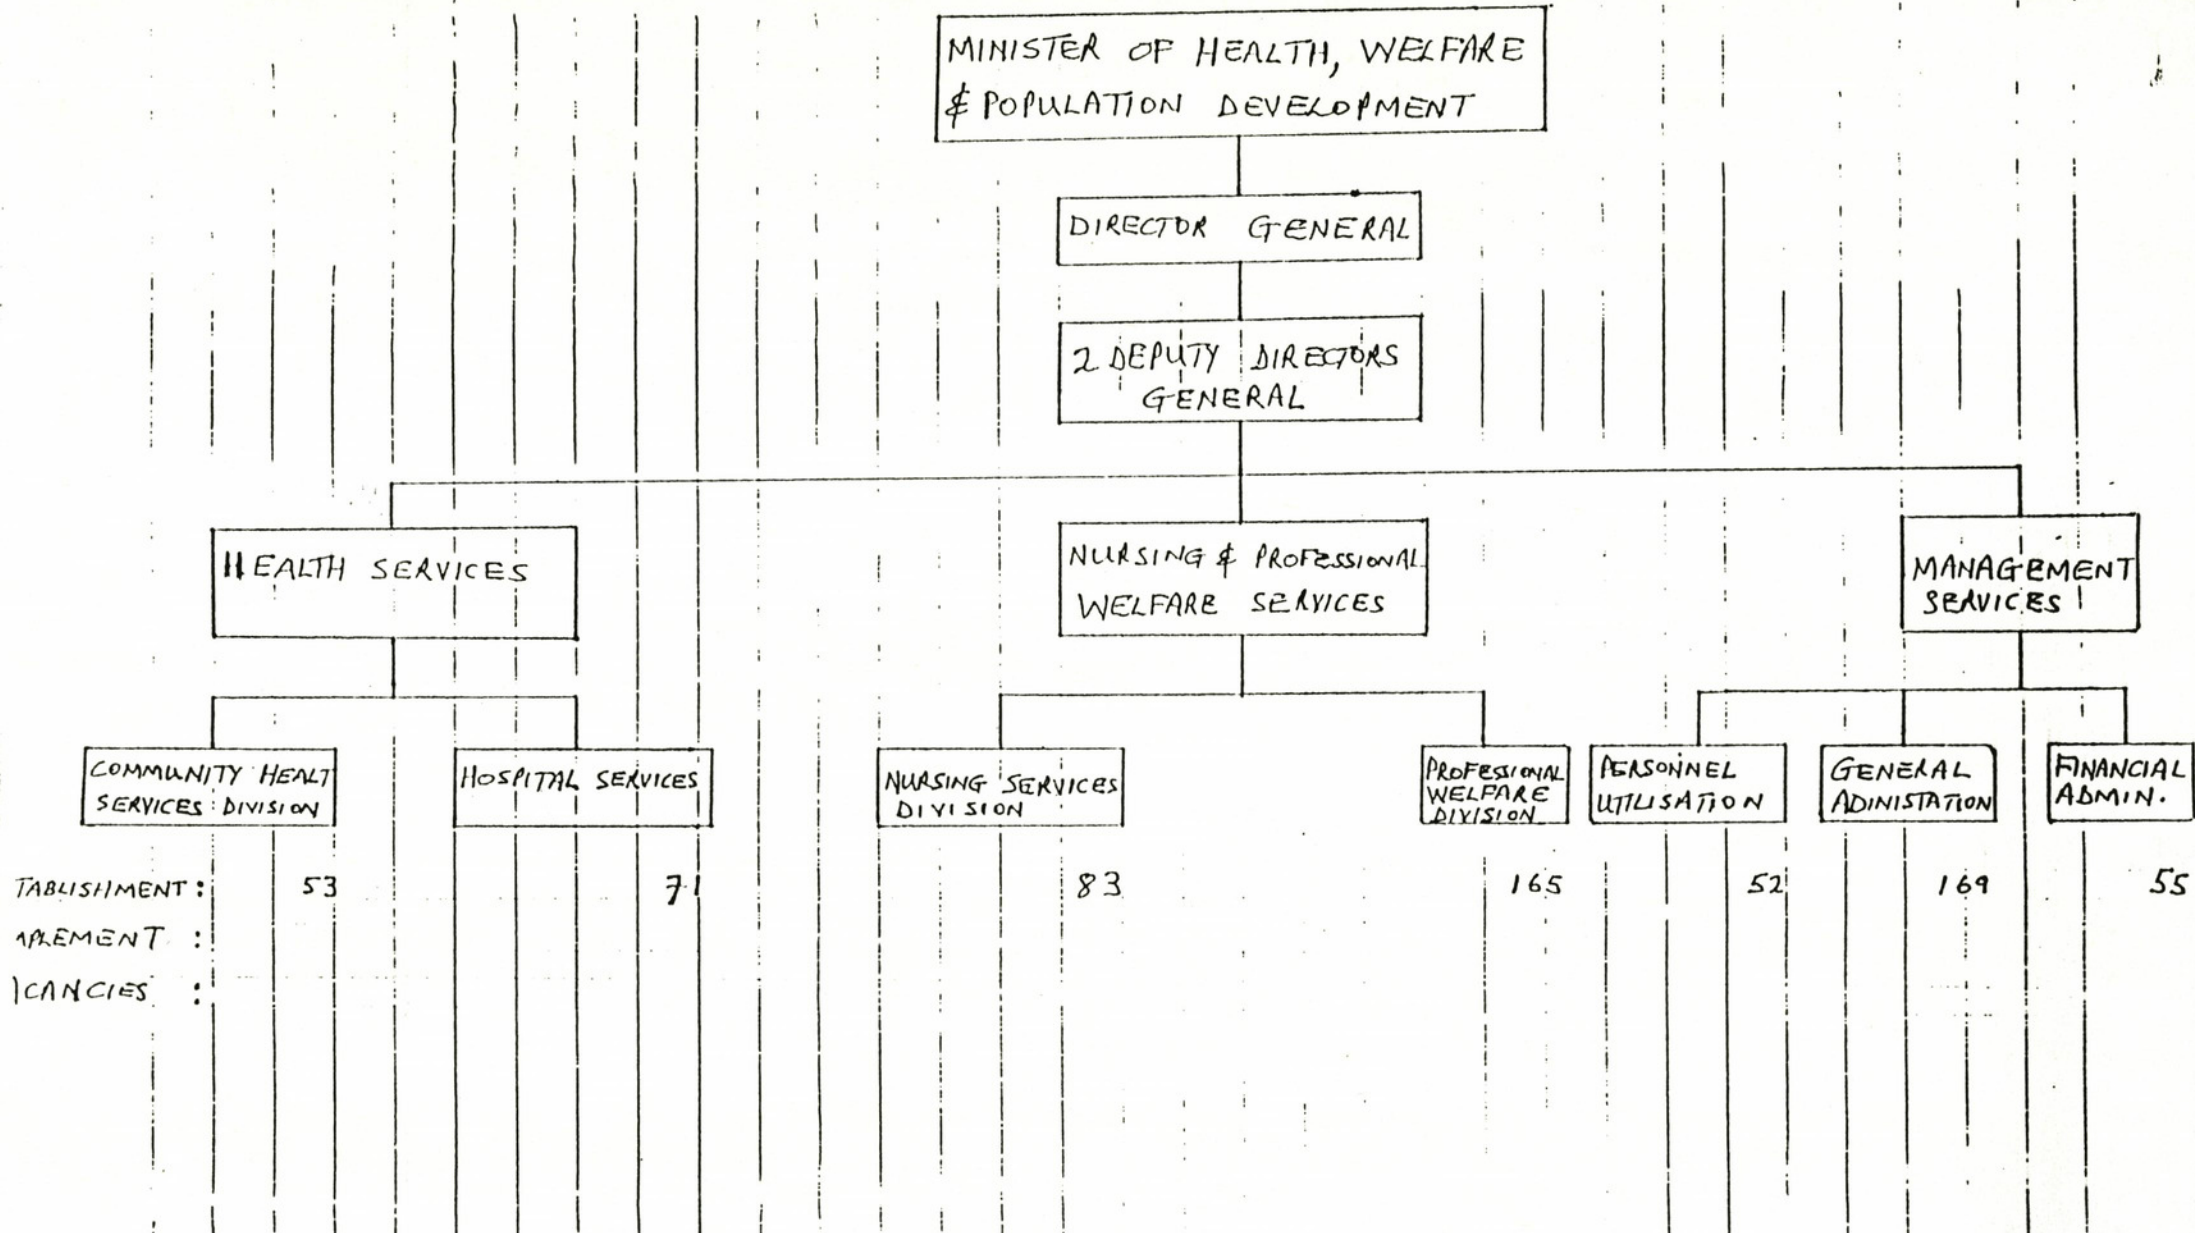 MINISTER OF HEALTH, WELFARE
& POPULATION DEVELOPMENT
DIRECTOR GENERAL
2 DEPUTY DIRECTORS
GENERAL
HEALTH SERVICES
NURSING & PROFESSIONAL
WELFARE SERVICES
MANAGEMENT
SERVICES
COMMUNITY HEALT
SERVICES DIVISION
HOSPITAL SERVICES
NURSING SERVICES
DIVISION
PROFESSIONAL
WELFARE
DIVISION
PERSONNEL
UTILISATION
GENERAL
ADINISTATION
FINANCIAL
ADMIN.
TABLISHMENT: 53 71 83 165 52 169 55
PLEMENT :
CANCIES :